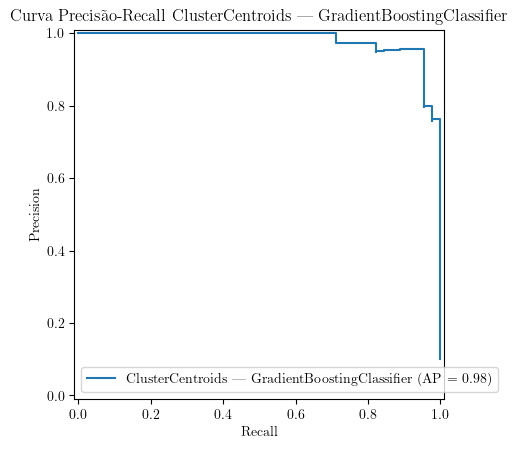 Curva Precisão-Recall ClusterCentroids — GradientBoostingClassifier
1.0
0.8
0.6
0.4
0.2
0.0
Precision
ClusterCentroids — GradientBoostingClassifier (AP = 0.98)
0.0 0.2 0.4 0.6 0.8 1.0
Recall